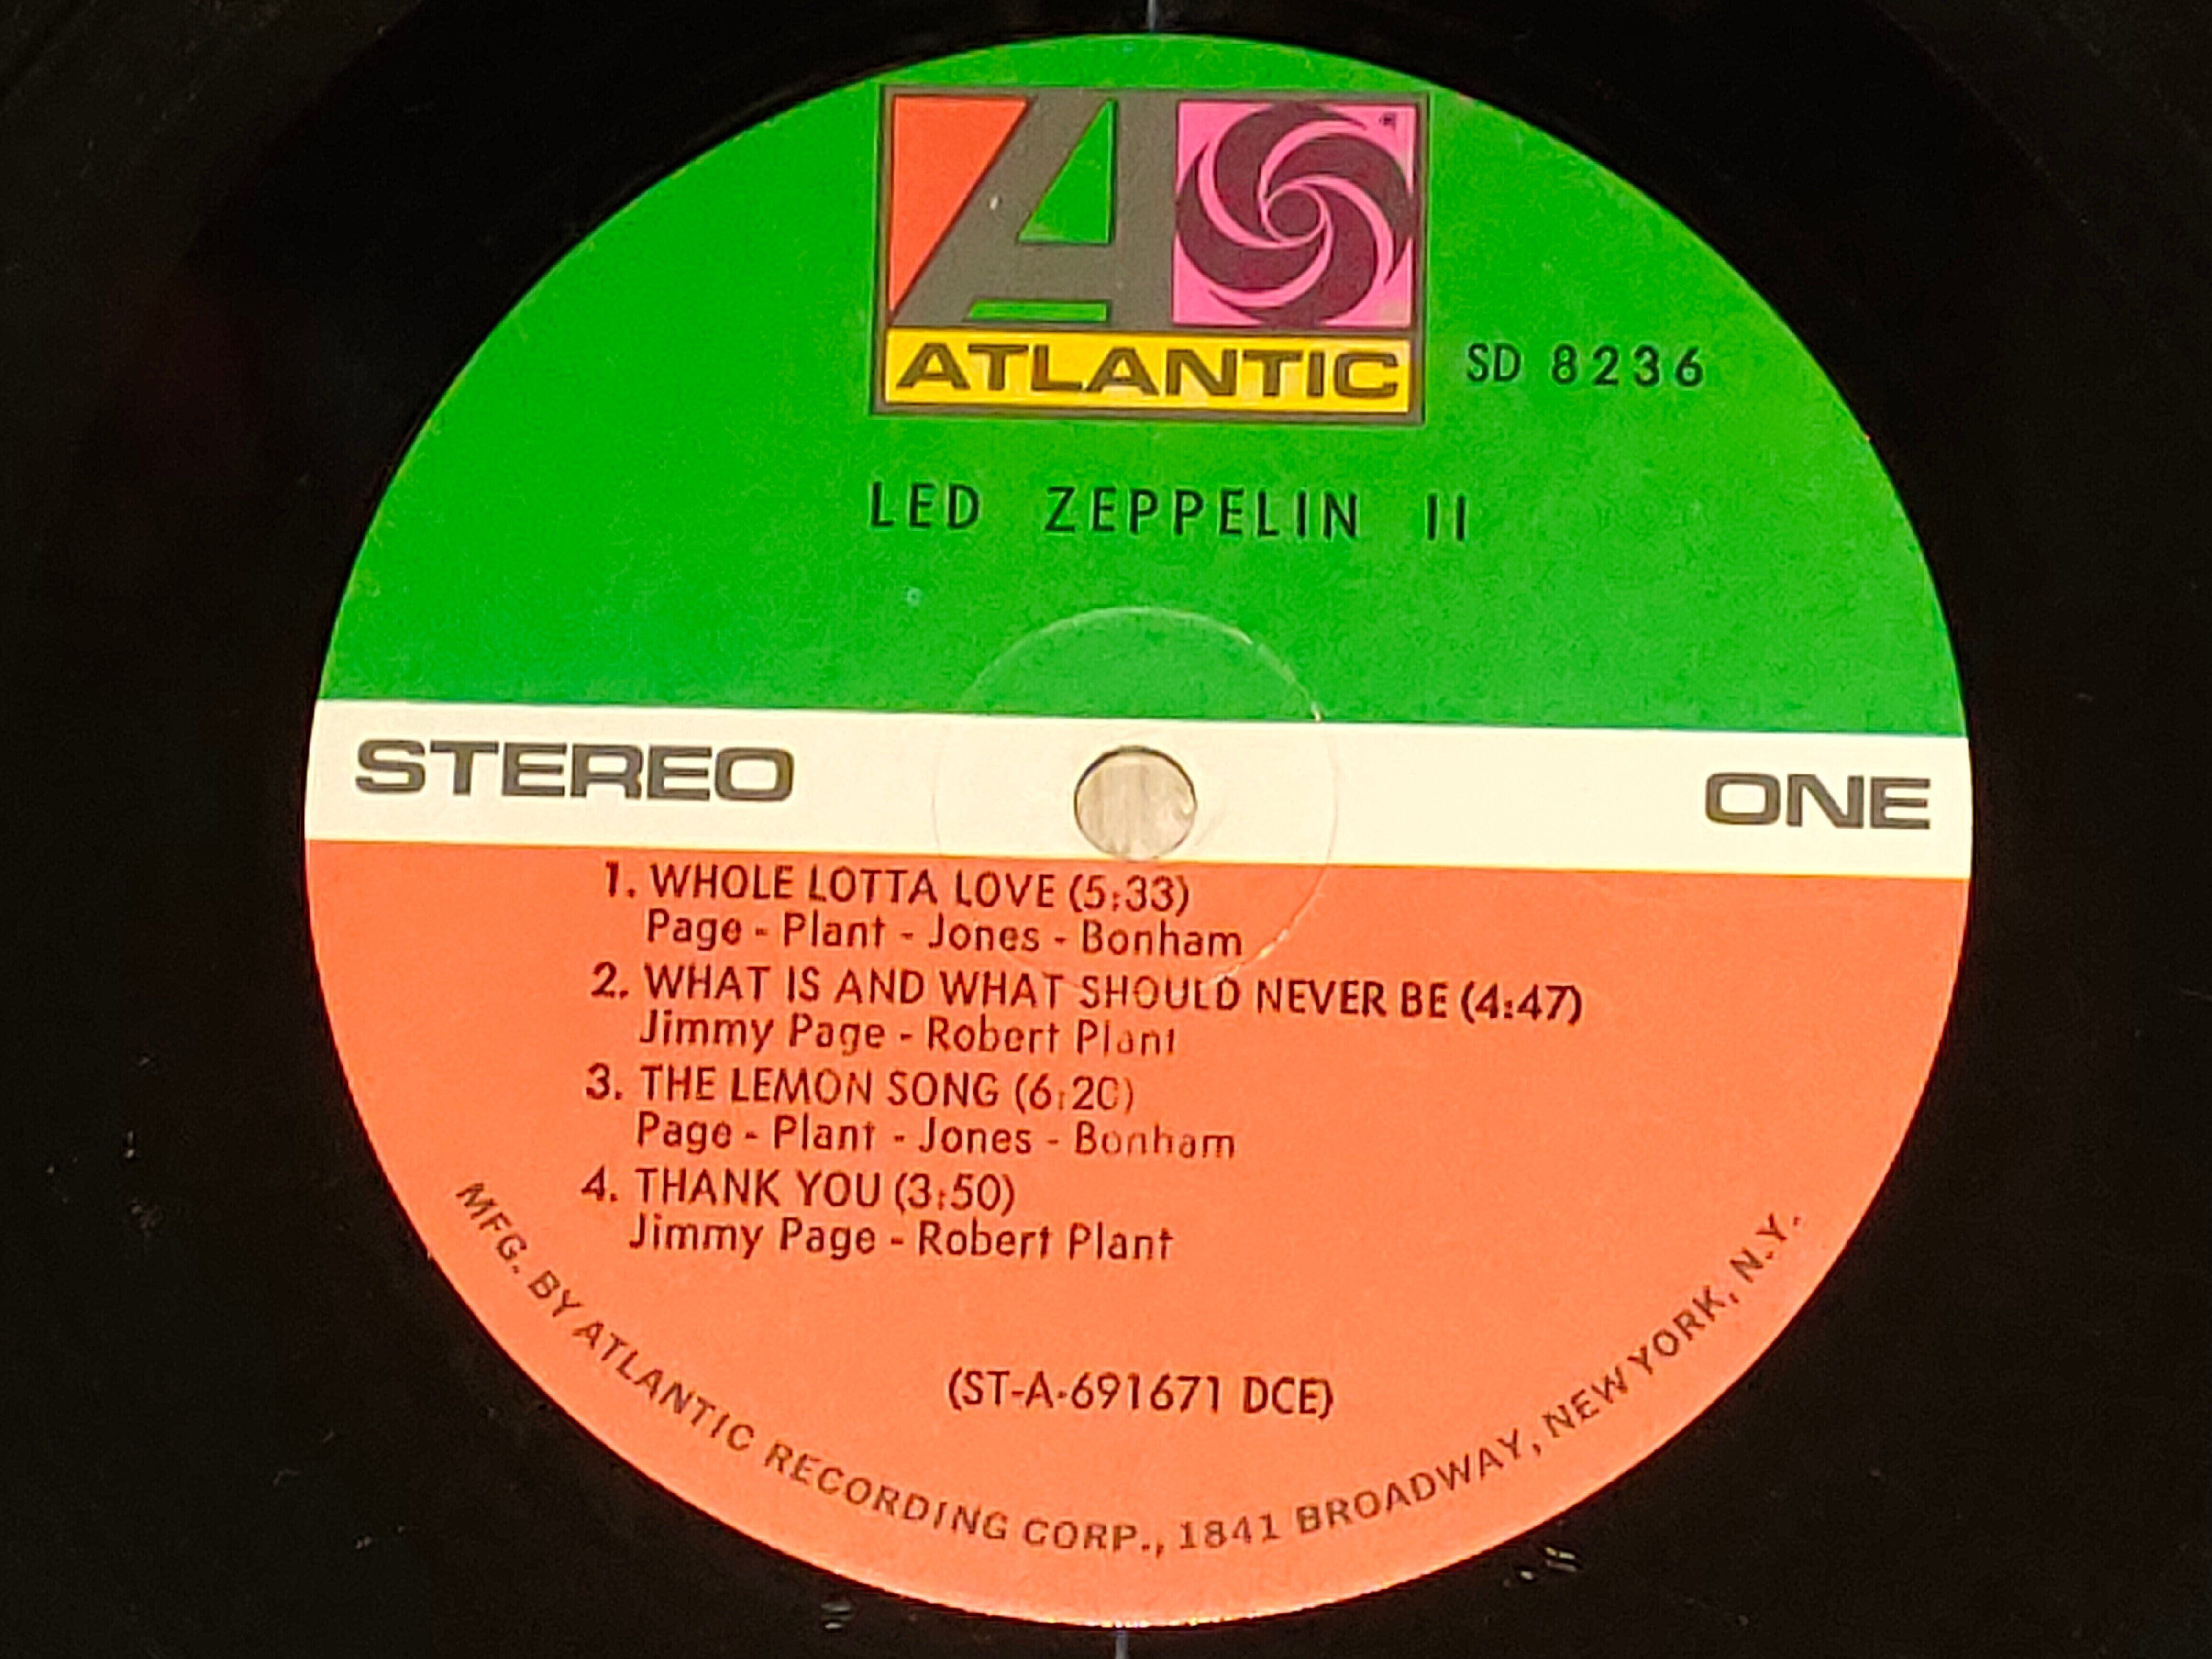 ATLANTIC
SD 8236
LED ZEPPELIN II
STEREO
ONE
1. WHOLE LOTTA LOVE (5:33)
Page - Plant - Jones - Bonham
2. WHAT IS AND WHAT SHOULD NEVER BE (4:47)
Jimmy Page - Robert Plant
3. THE LEMON SONG (6:20)
Page - Plant - Jones - Bonham
4. THANK YOU (3:50)
Jimmy Page - Robert Plant
(ST-A-691671 DCE)
MFG. BY ATLANTIC RECORDING CORP., 1841 BROADWAY, NEW YORK, N.Y.